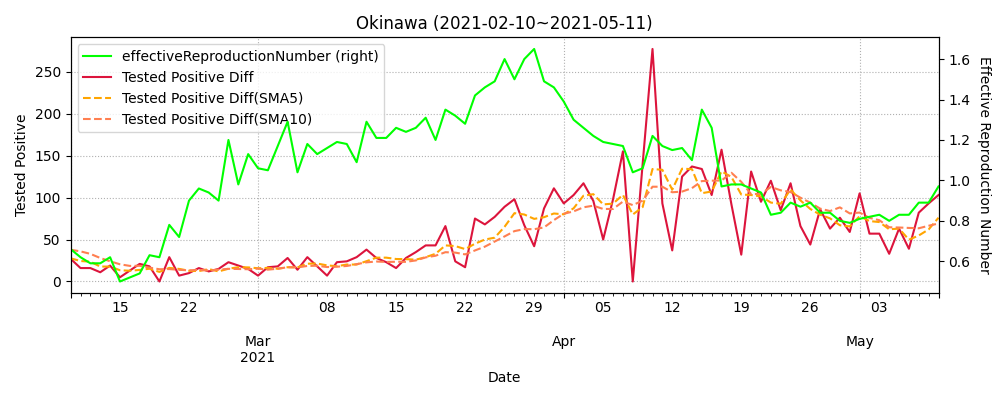 Okinawa (2021-02-10~2021-05-11)
effectiveReproductionNumber (right)
Tested Positive Diff
Tested Positive Diff(SMA5)
Tested Positive Diff(SMA10)
Tested Positive
250
200
150
100
50
0
1.6
1.4
1.2
1.0
0.8
0.6
Effective Reproduction Number
15 22 08 15 22 29 05 12 19 26 03
Mar Apr May
2021
Date